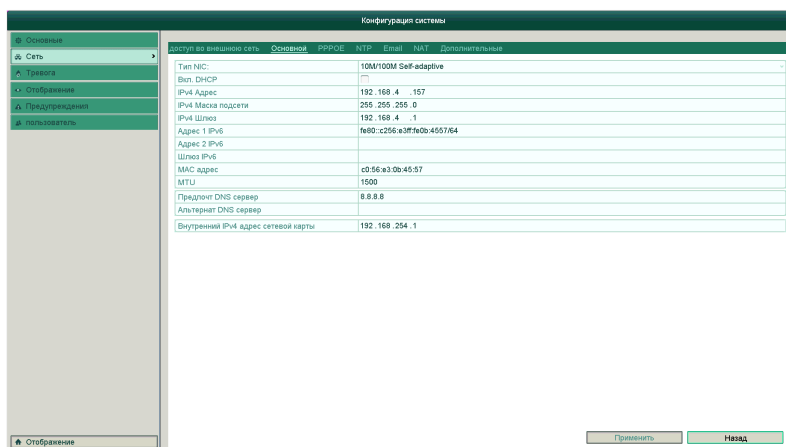 Конфигурация системы
Основные
Сеть
Тревога
Отображение
Предупреждения
пользователь
доступ во внешнюю сеть Основной PPPOE NTP Email NAT Дополнительные
Тип NIC: 10M/100M Self-adaptive
Вкл. DHCP
IPv4 Адрес 192 .168 .4 .157
IPv4 Маска подсети 255 .255 .255 .0
IPv4 Шлюз 192 .168 .4 .1
Адрес 1 IPv6 fe80::c256:e3ff:fe0b:4557/64
Адрес 2 IPv6
Шлюз IPv6
MAC адрес c0:56:e3:0b:45:57
MTU 1500
Предпочт DNS сервер 8.8.8.8
Альтернат DNS сервер
Внутренний IPv4 адрес сетевой карты 192 .168 .254 .1
Отображение
Применить Назад